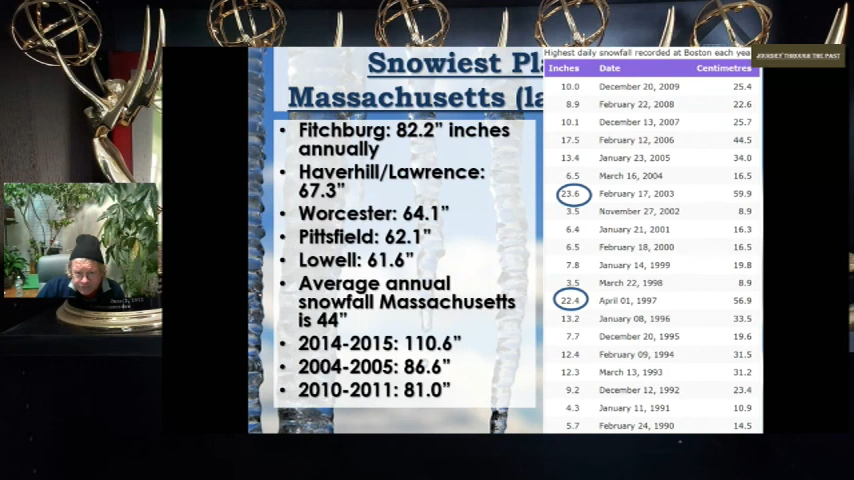 Snowiest Pl
Massachusetts (la
• Fitchburg: 82.2” inches
annually
• Haverhill/Lawrence:
67.3”
• Worcester: 64.1”
• Pittsfield: 62.1”
• Lowell: 61.6”
• Average annual
snowfall Massachusetts
is 44”
• 2014-2015: 110.6”
• 2004-2005: 86.6”
• 2010-2011: 81.0”
Highest daily snowfall recorded at Boston each yea
Inches Date Centimetres
10.0 December 20, 2009 25.4
8.9 February 22, 2008 22.6
10.1 December 13, 2007 25.7
17.5 February 12, 2006 44.5
13.4 January 23, 2005 34.0
6.5 March 16, 2004 16.5
23.6 February 17, 2003 59.9
3.5 November 27, 2002 8.9
6.4 January 21, 2001 16.3
6.5 February 18, 2000 16.5
7.8 January 14, 1999 19.8
3.5 March 22, 1998 8.9
22.4 April 01, 1997 56.9
13.2 January 08, 1996 33.5
7.7 December 20, 1995 19.6
12.4 February 09, 1994 31.5
12.3 March 13, 1993 31.2
9.2 December 12, 1992 23.4
4.3 January 11, 1991 10.9
5.7 February 24, 1990 14.5
JOURNEY THROUGH THE PAST